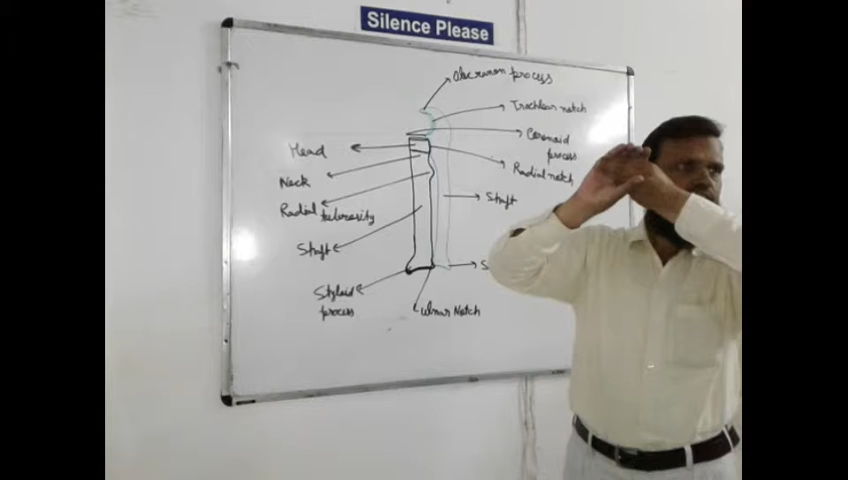 Silence Please
Olecranon process
Trochlear notch
Coronoid
process
Head
Radial notch
Neck
Shaft
Radial tuberosity
Shaft
S
Styloid
process
Ulnar Notch